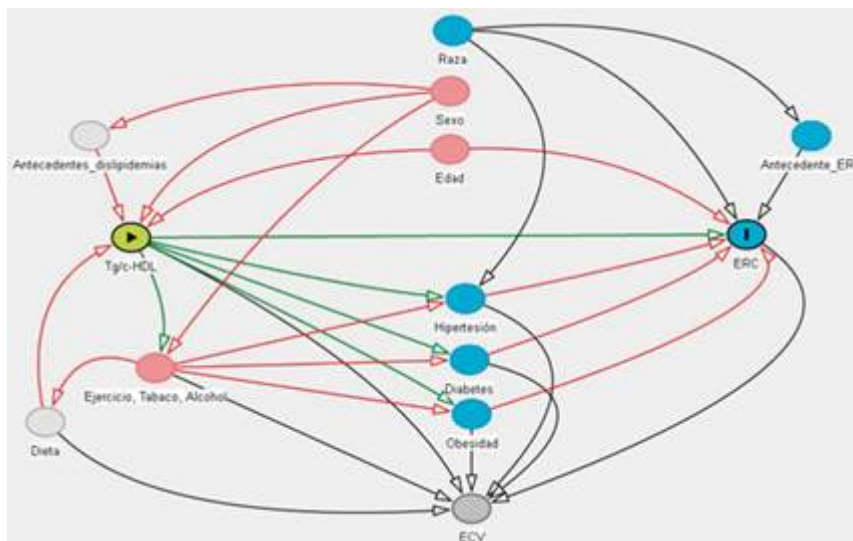 Raza
Sexo
Antecedentes_dislipidemias
Edad
Antecedente_ER
Tg/c-HDL
ERC
Hipertesión
Diabetes
Ejercicio, Tabaco, Alcohol
Obesidad
Dieta
ECV